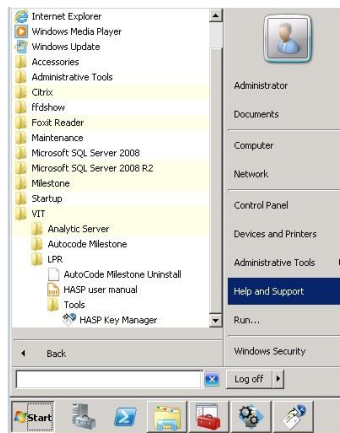 Internet Explorer
Windows Media Player
Windows Update
Accessories
Administrative Tools
Citrix
ffdshow
Foxit Reader
Maintenance
Microsoft SQL Server 2008
Microsoft SQL Server 2008 R2
Milestone
Startup
VIT
Analytic Server
Autocode Milestone
LPR
AutoCode Milestone Uninstall
HASP user manual
Tools
HASP Key Manager
Back
Administrator
Documents
Computer
Network
Control Panel
Devices and Printers
Administrative Tools
Help and Support
Run...
Windows Security
Log off
Start